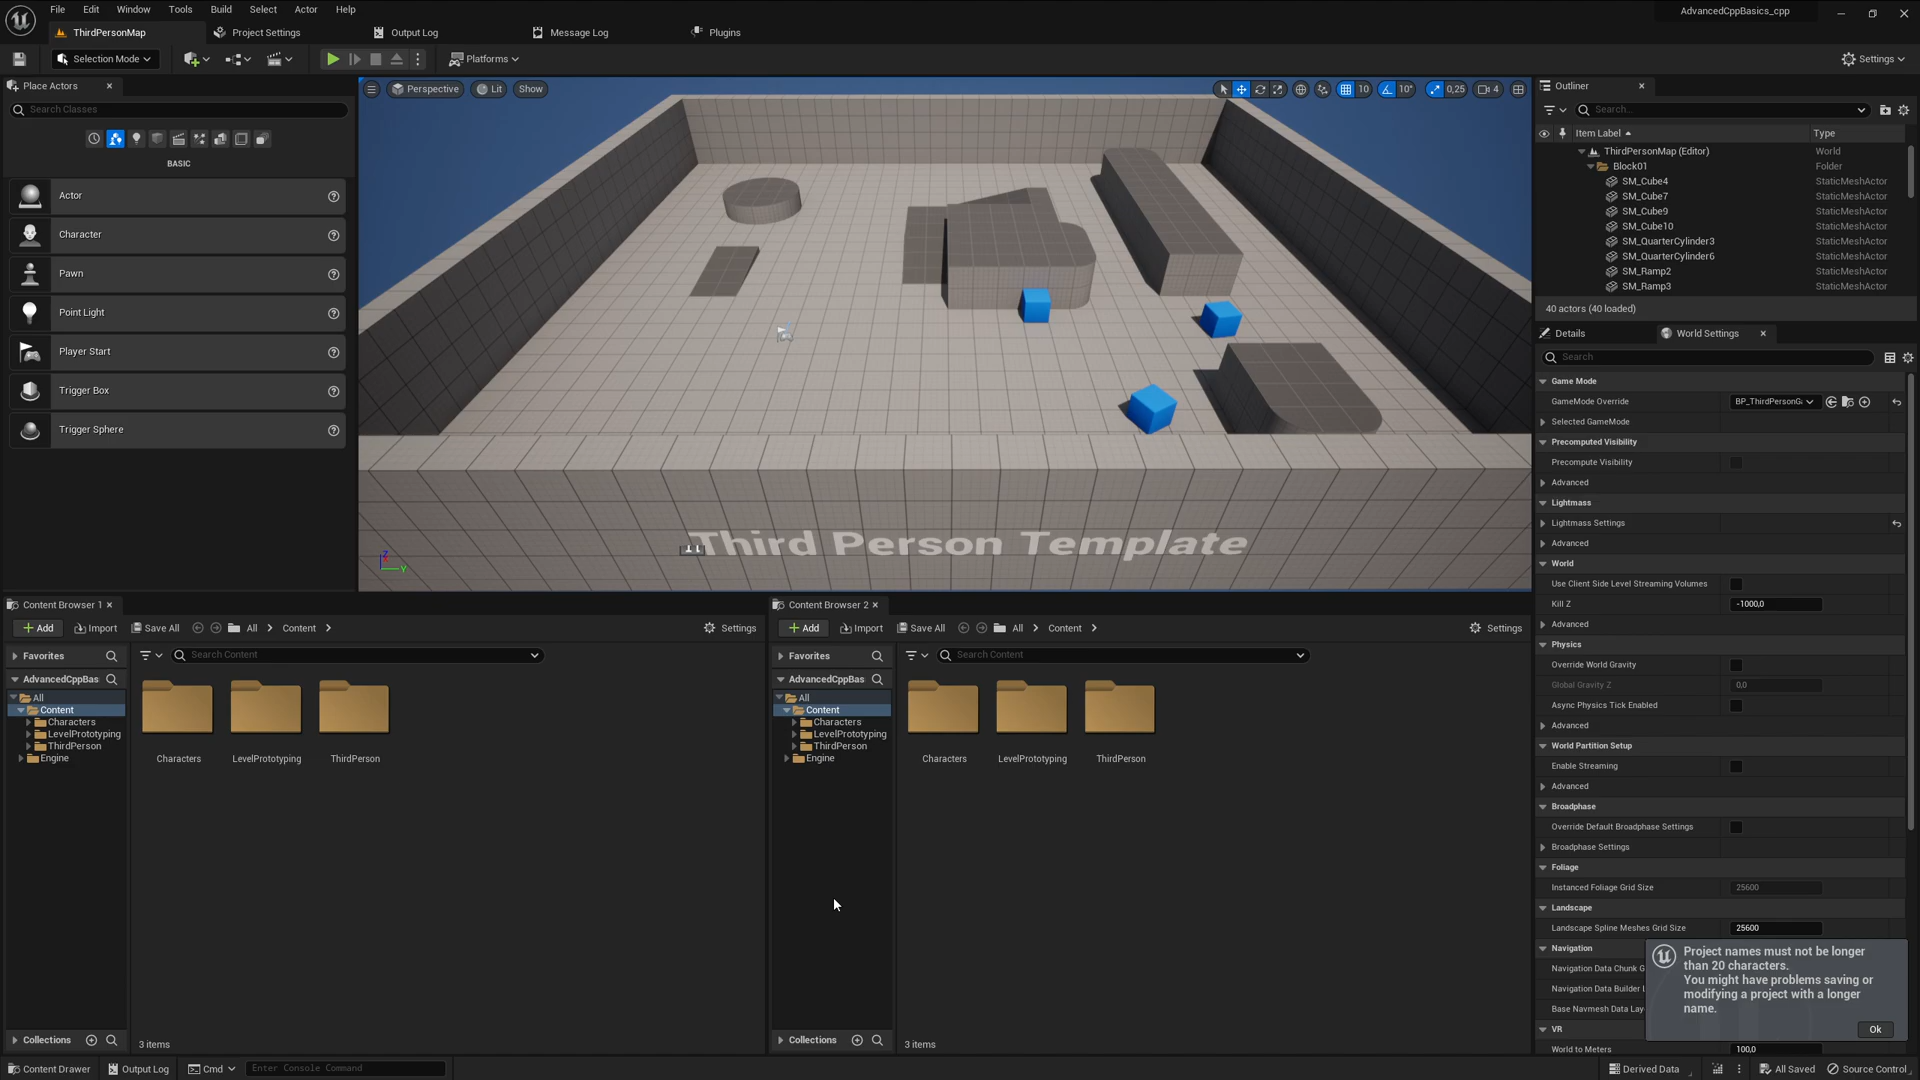 File Edit Window Tools Build Select Actor Help
AdvancedCppBasics_cpp
ThirdPersonMap
Project Settings
Output Log
Message Log
Plugins
Selection Mode
Platforms
Settings
Place Actors
Search Classes
BASIC
Actor
Character
Pawn
Point Light
Player Start
Trigger Box
Trigger Sphere
Perspective
Lit
Show
10
10°
0,25
4
Third Person Template
Z
Y
Outliner
Search...
Item Label
Type
ThirdPersonMap (Editor) World
Block01 Folder
SM_Cube4 StaticMeshActor
SM_Cube7 StaticMeshActor
SM_Cube9 StaticMeshActor
SM_Cube10 StaticMeshActor
SM_QuarterCylinder3 StaticMeshActor
SM_QuarterCylinder6 StaticMeshActor
SM_Ramp2 StaticMeshActor
SM_Ramp3 StaticMeshActor
40 actors (40 loaded)
Details
World Settings
Search
Game Mode
GameMode Override BP_ThirdPersonG
Selected GameMode
Precomputed Visibility
Precompute Visibility
Advanced
Lightmass
Lightmass Settings
Advanced
World
Use Client Side Level Streaming Volumes
Kill Z -1000,0
Advanced
Physics
Override World Gravity
Global Gravity Z 0,0
Async Physics Tick Enabled
Advanced
World Partition Setup
Enable Streaming
Advanced
Broadphase
Override Default Broadphase Settings
Broadphase Settings
Foliage
Instanced Foliage Grid Size 25600
Landscape
Landscape Spline Meshes Grid Size 25600
Navigation
Navigation Data Chunk G
Navigation Data Builder L
Base Navmesh Data Lay
VR
World to Meters 100,0
Project names must not be longer
than 20 characters.
You might have problems saving or
modifying a project with a longer
name.
Ok
Content Browser 1
Add
Import
Save All
All
Content
Settings
Favorites
Search Content
AdvancedCppBas
All
Content
Characters
LevelPrototyping
ThirdPerson
Engine
Characters
LevelPrototyping
ThirdPerson
Collections
3 items
Content Browser 2
Add
Import
Save All
All
Content
Settings
Favorites
Search Content
AdvancedCppBas
All
Content
Characters
LevelPrototyping
ThirdPerson
Engine
Characters
LevelPrototyping
ThirdPerson
Collections
3 items
Content Drawer
Output Log
Cmd
Enter Console Command
Derived Data
All Saved
Source Control